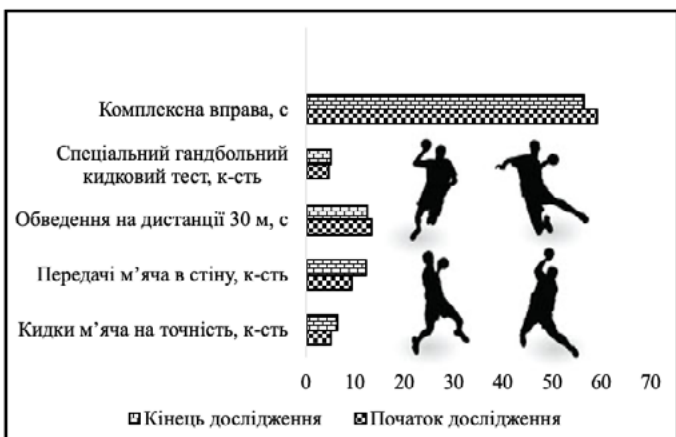 Комплексна вправа, с
Спеціальний гандбольний
кидковий тест, к-сть
Обведення на дистанції 30 м, с
Передачі м’яча в стіну, к-сть
Кидки м’яча на точність, к-сть
0 10 20 30 40 50 60 70
Кінець дослідження Початок дослідження